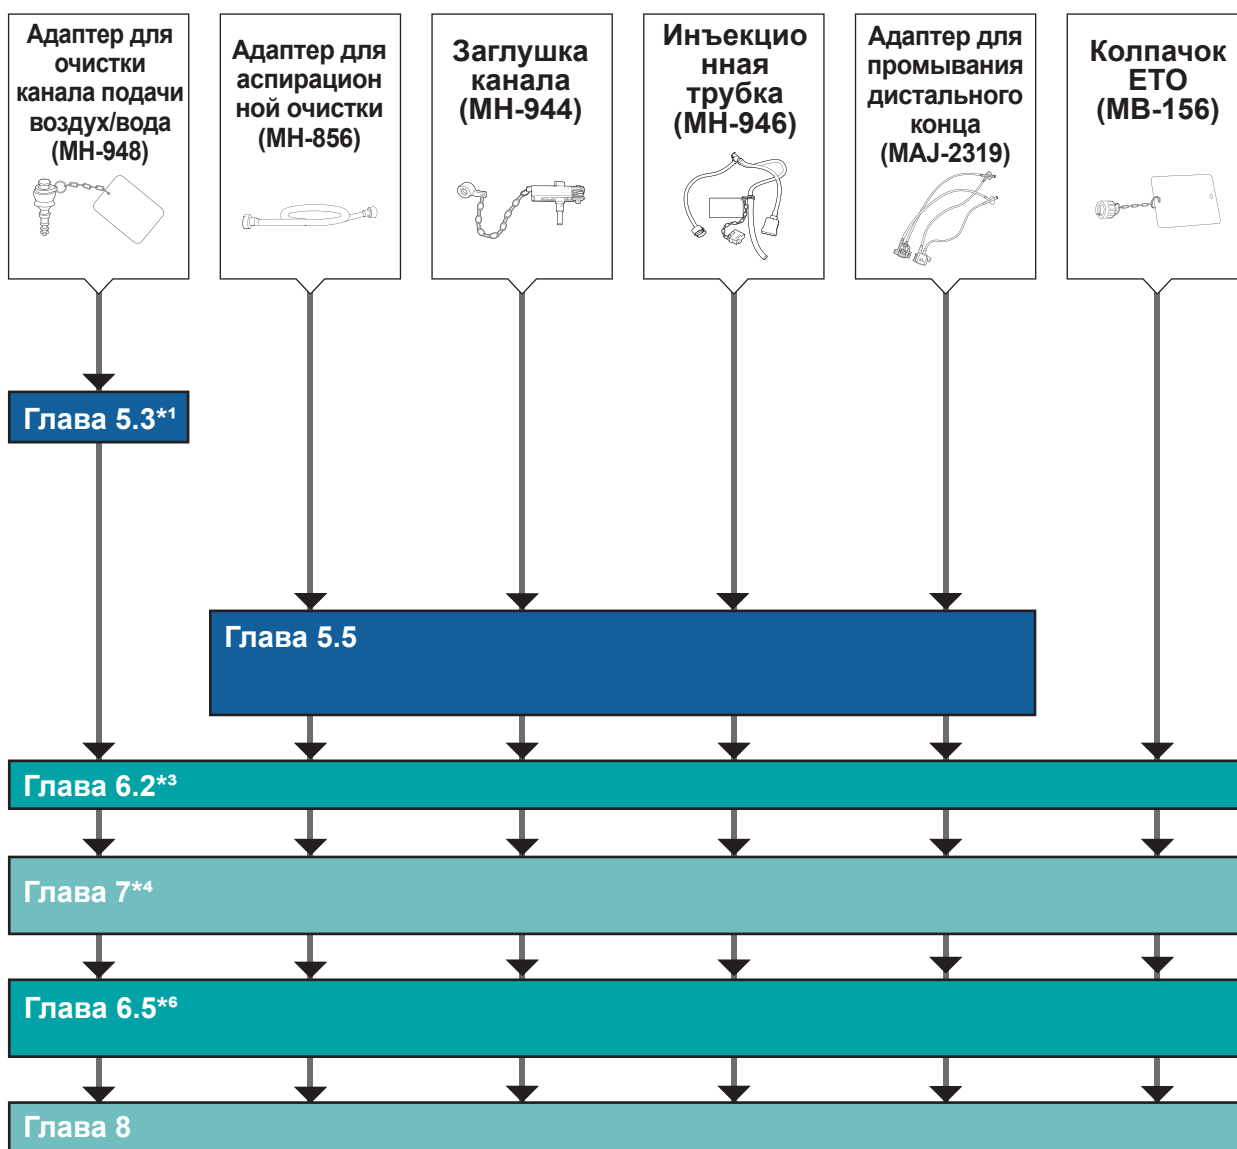 Адаптер для
очистки
канала подачи
воздух/вода
(MH-948)
Адаптер для
аспирацион
ной очистки
(MH-856)
Заглушка
канала
(MH-944)
Инъекцио
нная
трубка
(MH-946)
Адаптер для
промывания
дистального
конца
(MAJ-2319)
Колпачок
ETO
(MB-156)
Глава 5.3*¹
Глава 5.5
Глава 6.2*³
Глава 7*⁴
Глава 6.5*⁶
Глава 8